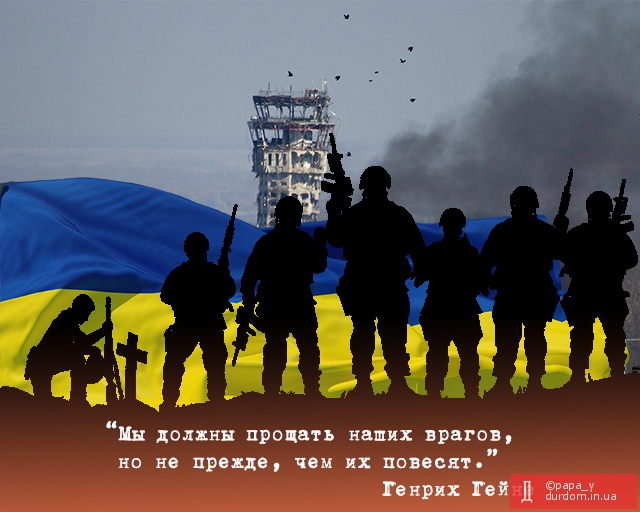 “Мы должны прощать наших врагов,
но не прежде, чем их повесят.”
Генрих Гейне
Д ©papa_y
durdom.in.ua